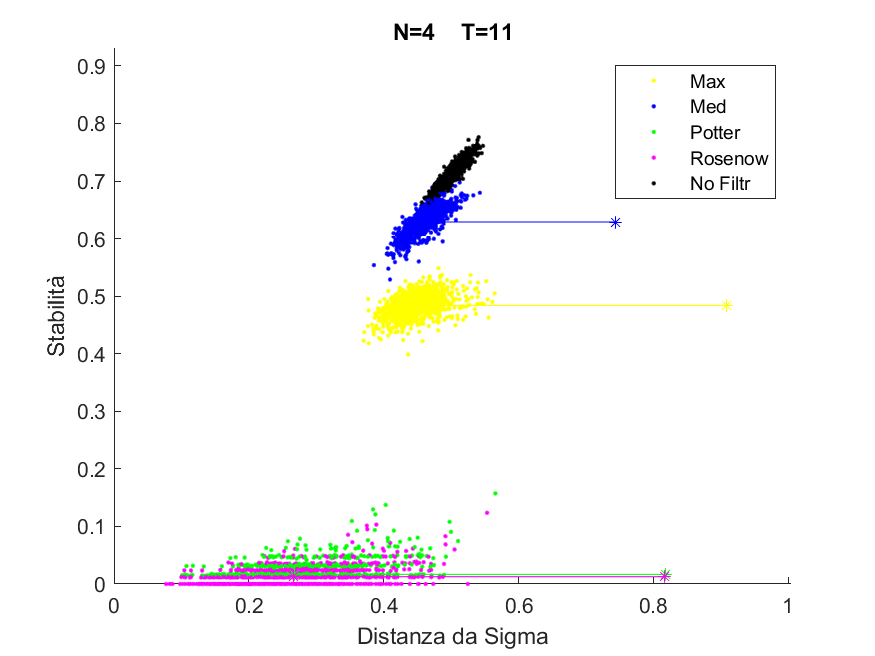 N=4 T=11
0.9
0.8
0.7
0.6
0.5
0.4
0.3
0.2
0.1
0
Stabilità
Max
Med
Potter
Rosenow
No Filtr
0 0.2 0.4 0.6 0.8 1
Distanza da Sigma